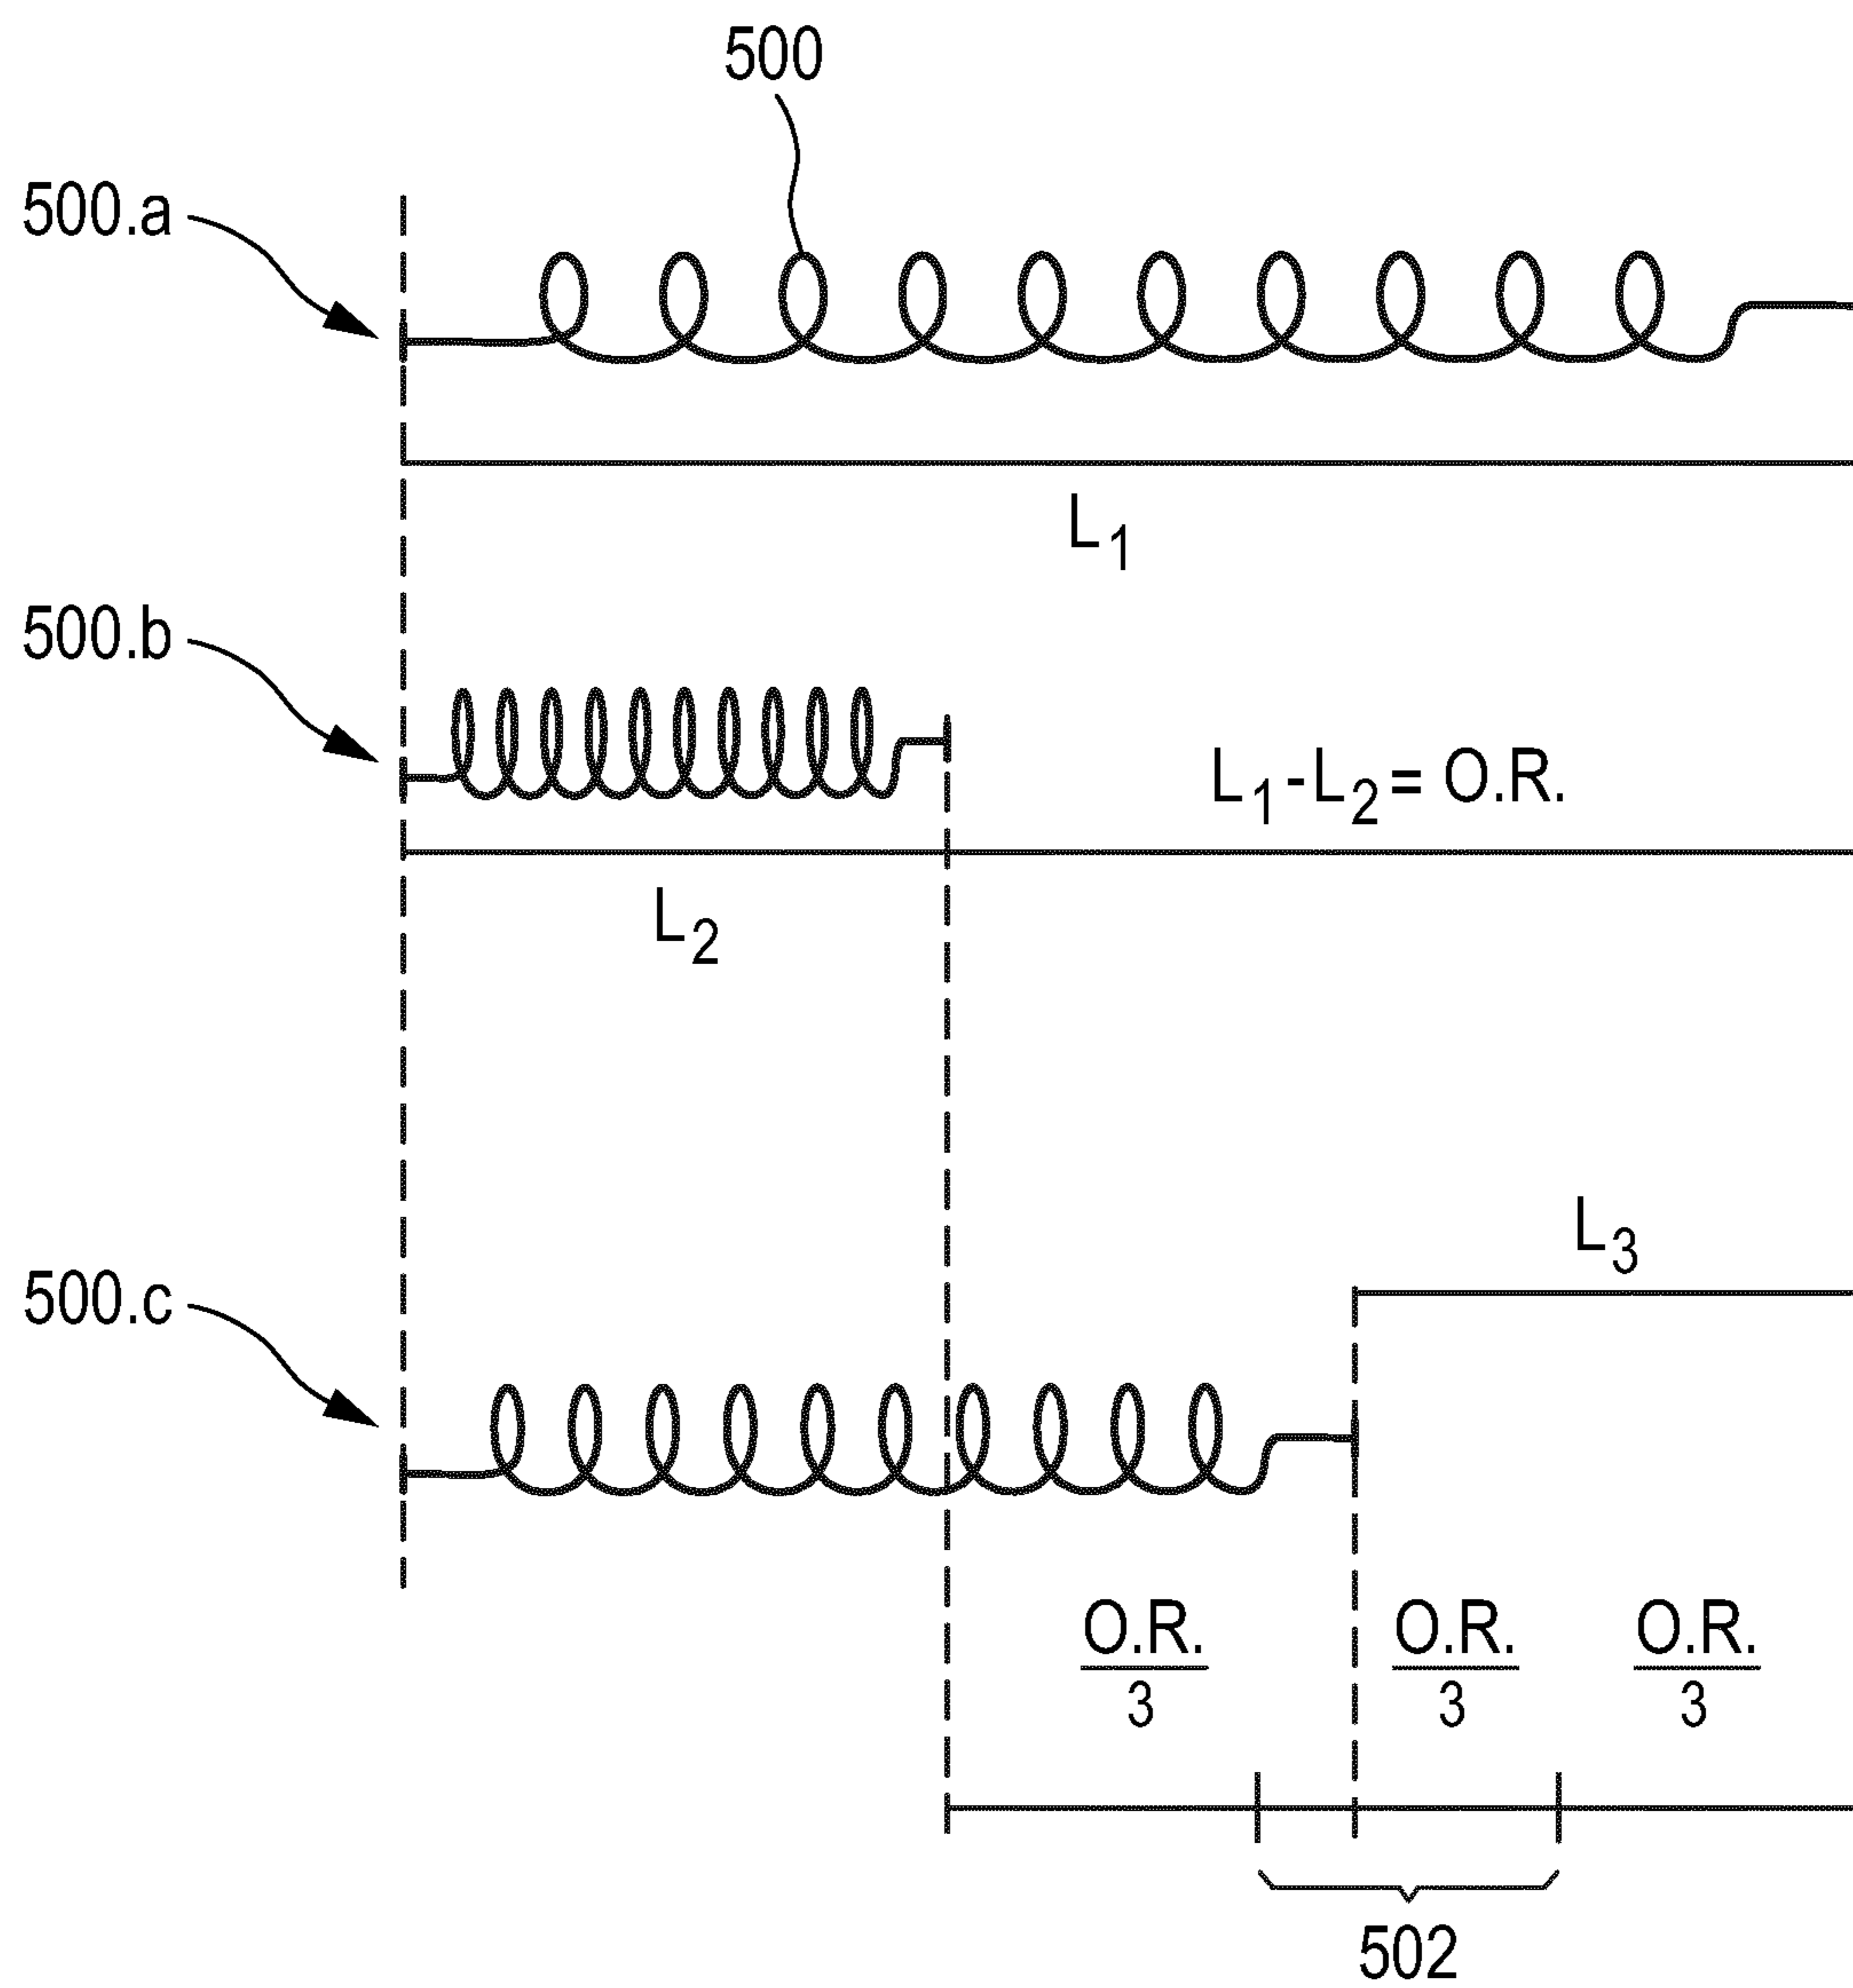 500
500.a
L₁
500.b
L₁-L₂= O.R.
L₂
L₃
500.c
O.R./3 O.R./3 O.R./3
502